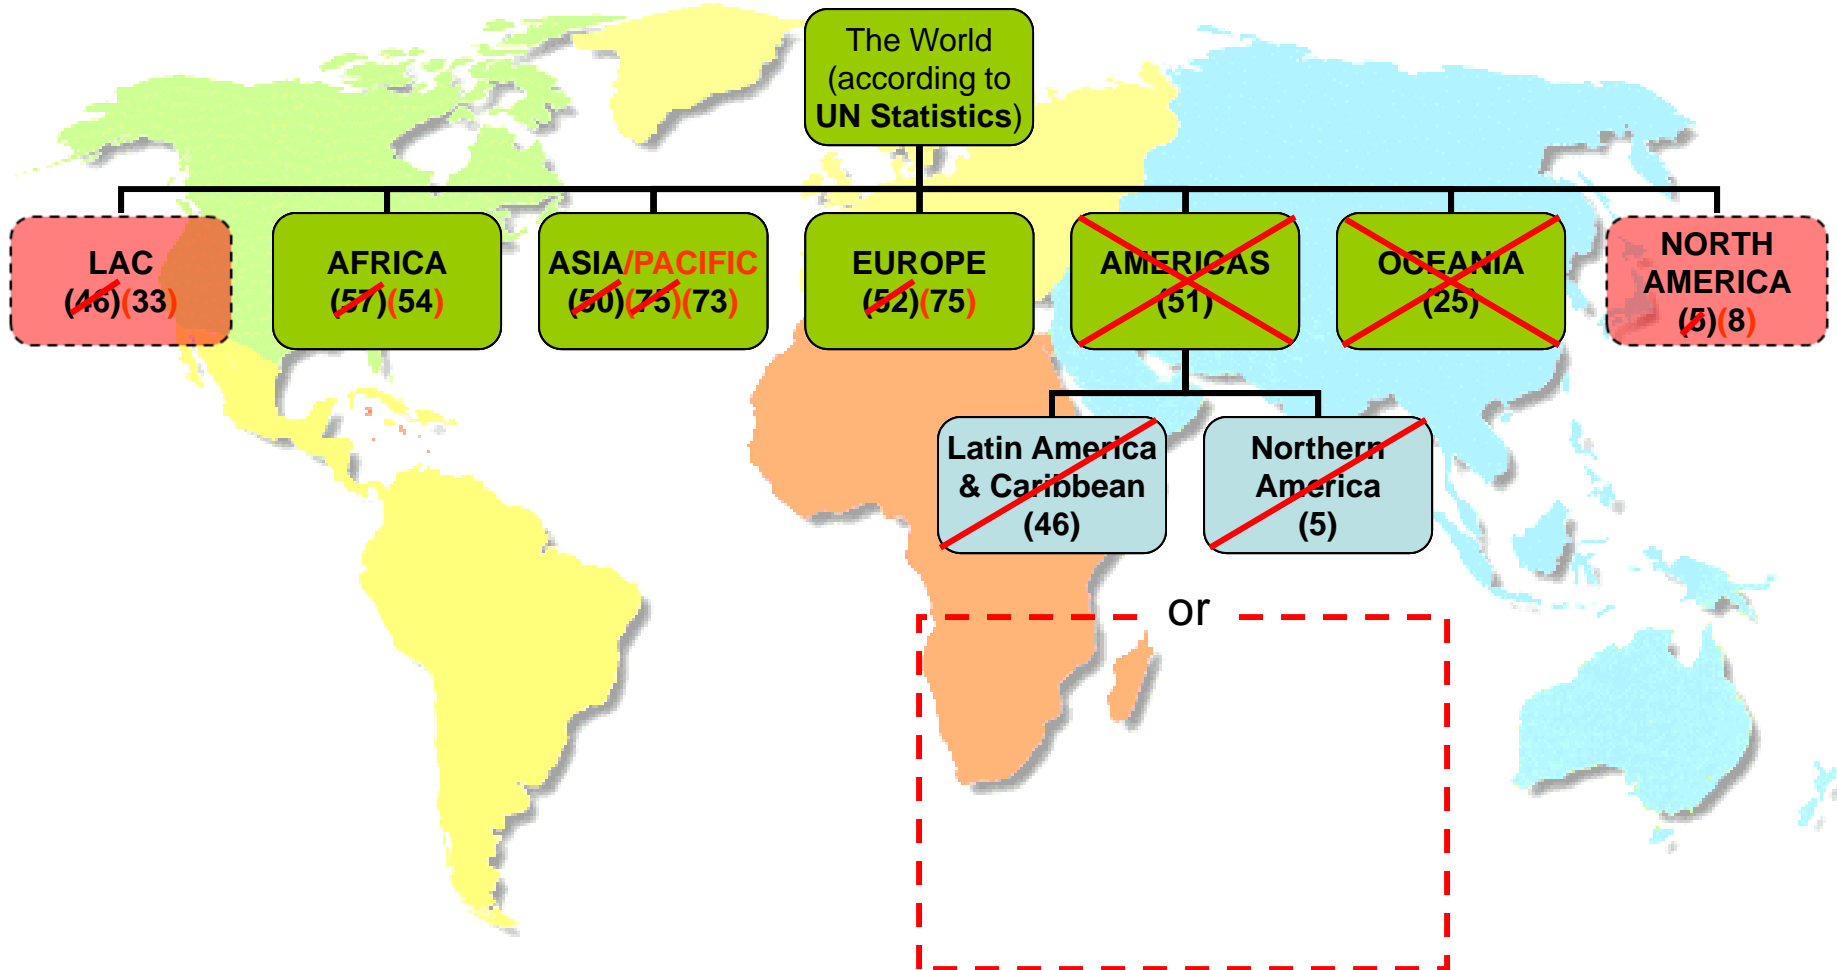 The World
(according to
UN Statistics)
LAC
(46)(33)
AFRICA
(57)(54)
ASIA/PACIFIC
(50)(75)(73)
EUROPE
(52)(75)
AMERICAS
(51)
OCEANIA
(25)
NORTH
AMERICA
(5)(8)
Latin America
& Caribbean
(46)
Northern
America
(5)
or